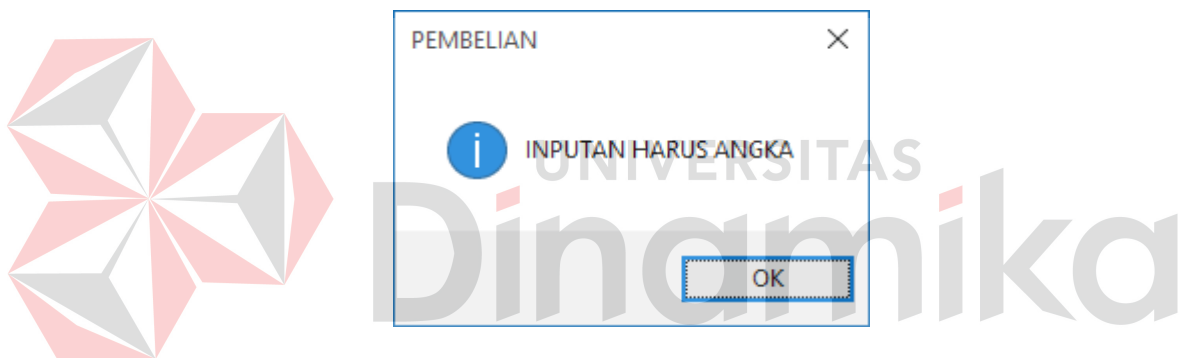 PEMBELIAN
INPUTAN HARUS ANGKA
UNIVERSITAS
Dinamika
OK